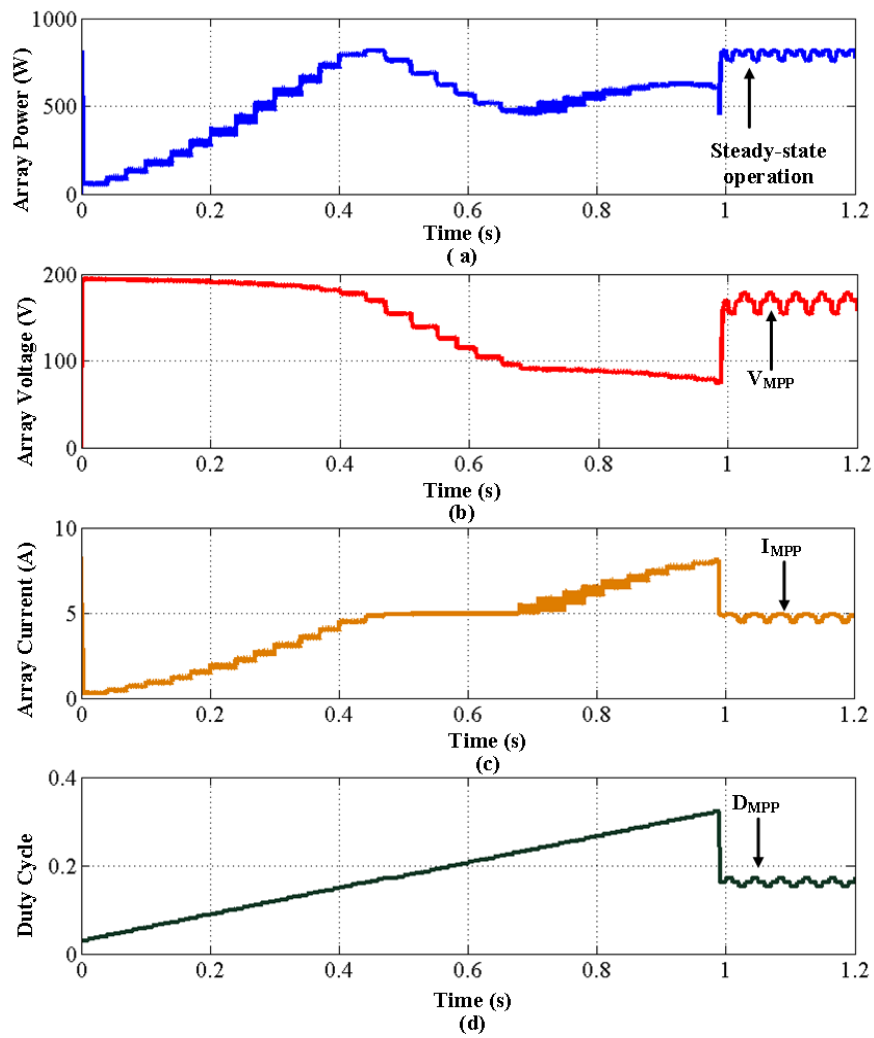 1000
500
0
Array Power (W)
Steady-state
operation
0 0.2 0.4 0.6 0.8 1 1.2
Time (s)
( a)
200
100
0
Array Voltage (V)
VMPP
0 0.2 0.4 0.6 0.8 1 1.2
Time (s)
(b)
10
5
0
Array Current (A)
IMPP
0 0.2 0.4 0.6 0.8 1 1.2
Time (s)
(c)
0.4
0.2
0
Duty Cycle
DMPP
0 0.2 0.4 0.6 0.8 1 1.2
Time (s)
(d)